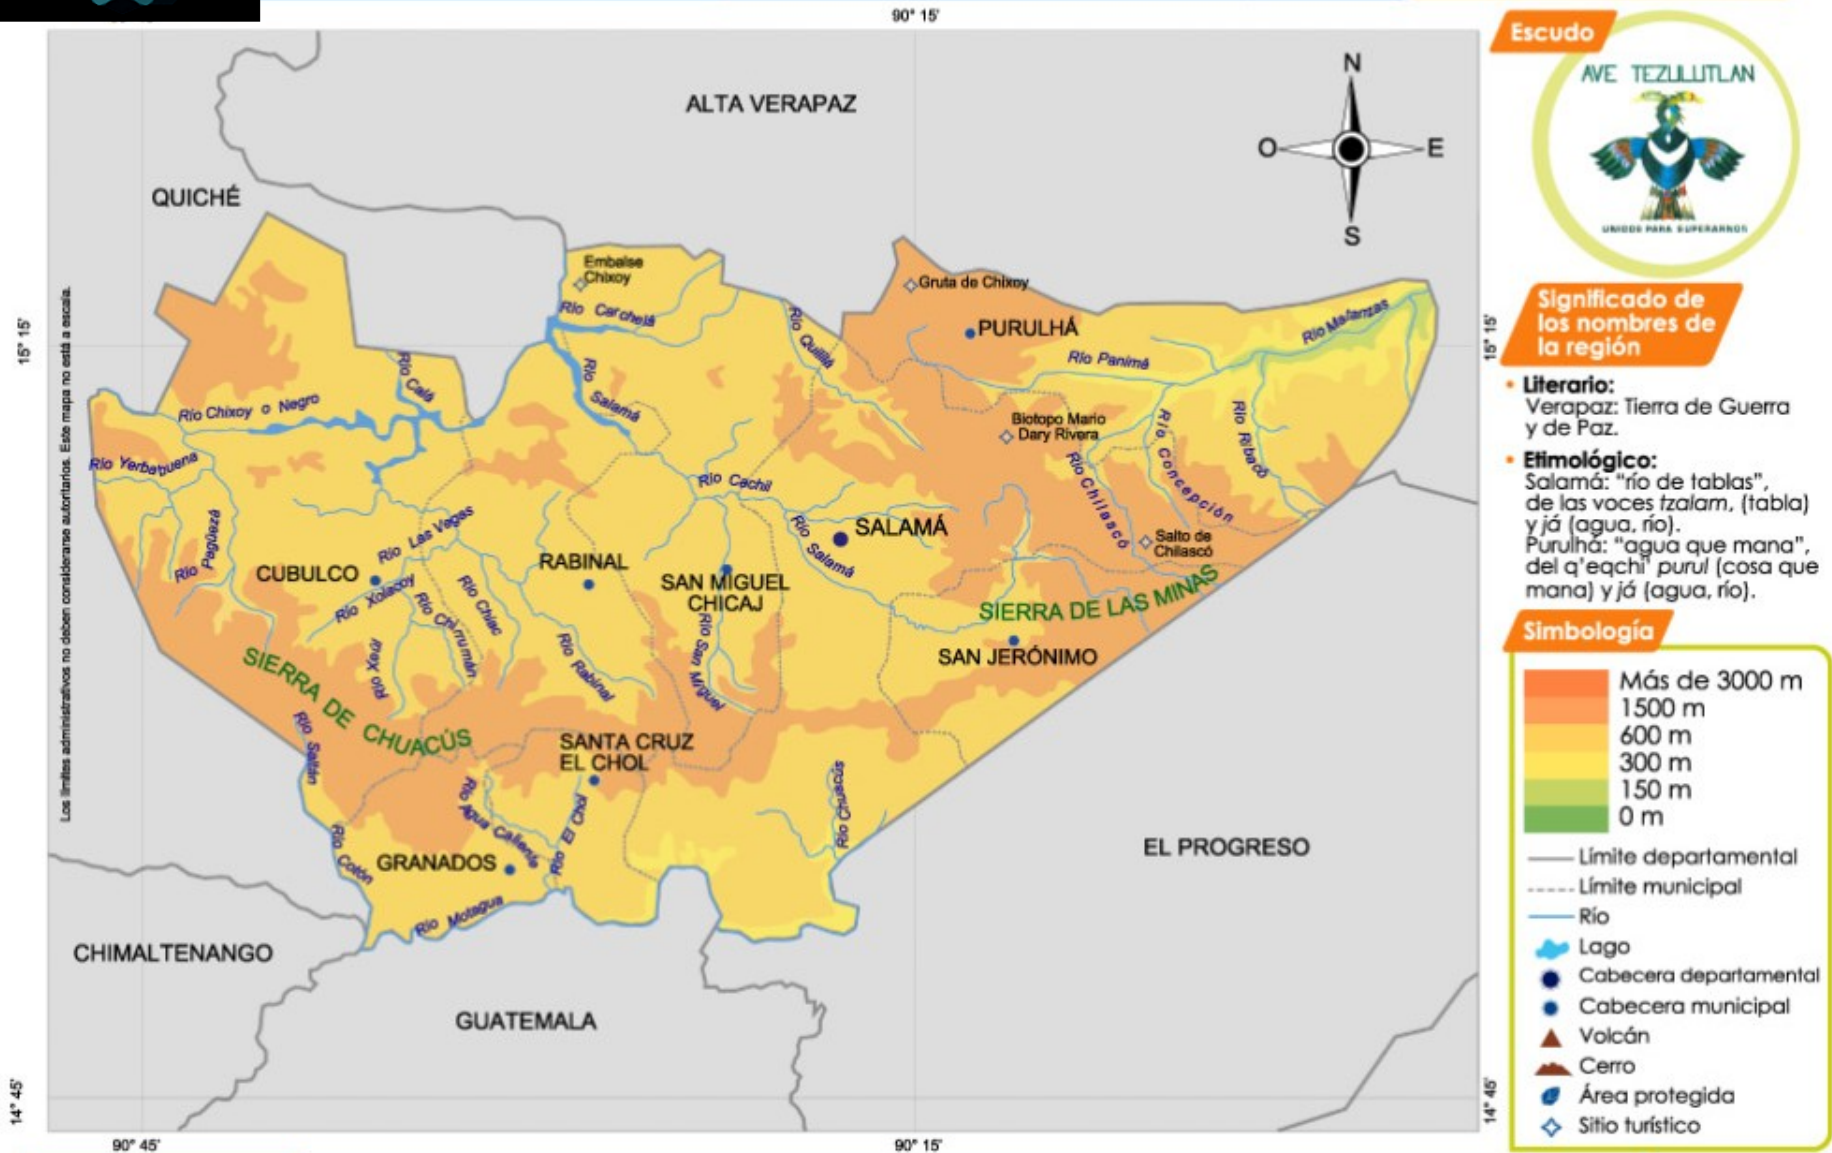 90° 15'
N
O
E
S
ALTA VERAPAZ
QUICHÉ
15° 15'
15° 15'
Los límites administrativos no deben considerarse autoritarios. Este mapa no está a escala.
Embalse
Chixoy
Río Carchelá
Río Quililá
Gruta de Chixoy
PURULHÁ
Río Panimá
Río Matanzas
Río Calá
Río
Salamá
Río Chixoy o Negro
Biotopo Mario
Dary Rivera
Río Chilascó
Río Concepción
Río Ribacó
Río Yerbabuena
Río Cachil
Río Pagüezá
Río Las Vegas
SALAMÁ
Río Salamá
Salto de
Chilascó
CUBULCO
RABINAL
SAN MIGUEL
CHICAJ
Río Xolacoy
Río Chirrumán
Río Chiac
SIERRA DE LAS MINAS
Río Xeúl
Río Rabinal
Río San Miguel
SAN JERÓNIMO
SIERRA DE CHUACÚS
Río Saltán
SANTA CRUZ
EL CHOL
Río Agua Caliente
Río El Chol
Río Chuacús
Río Cotón
GRANADOS
EL PROGRESO
Río Motagua
CHIMALTENANGO
GUATEMALA
14° 45'
14° 45'
90° 45'
90° 15'
Escudo
AVE TEZULUTLAN
UNIDOS PARA SUPERARNOS
Significado de
los nombres de
la región
• Literario:
Verapaz: Tierra de Guerra
y de Paz.
• Etimológico:
Salamá: "río de tablas",
de las voces tzalam, (tabla)
y já (agua, río).
Purulhá: "agua que mana",
del q'eqchi' purul (cosa que
mana) y já (agua, río).
Simbología
Más de 3000 m
1500 m
600 m
300 m
150 m
0 m
Límite departamental
Límite municipal
Río
Lago
Cabecera departamental
Cabecera municipal
Volcán
Cerro
Área protegida
Sitio turístico